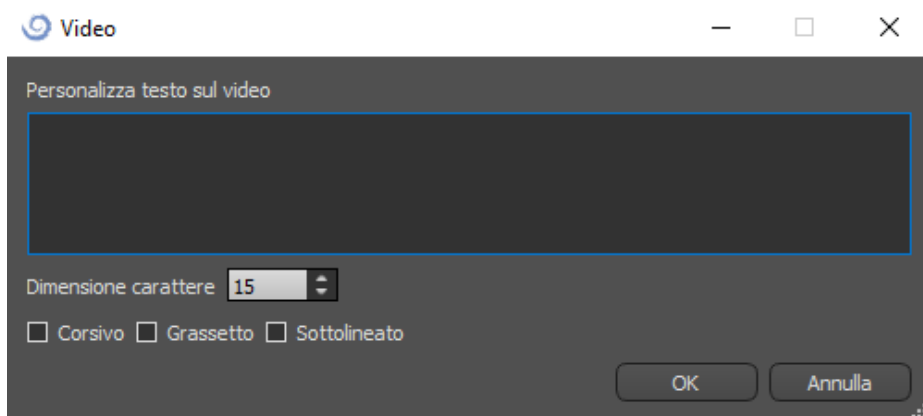 Video
Personalizza testo sul video
Dimensione carattere 15
Corsivo Grassetto Sottolineato
OK Annulla